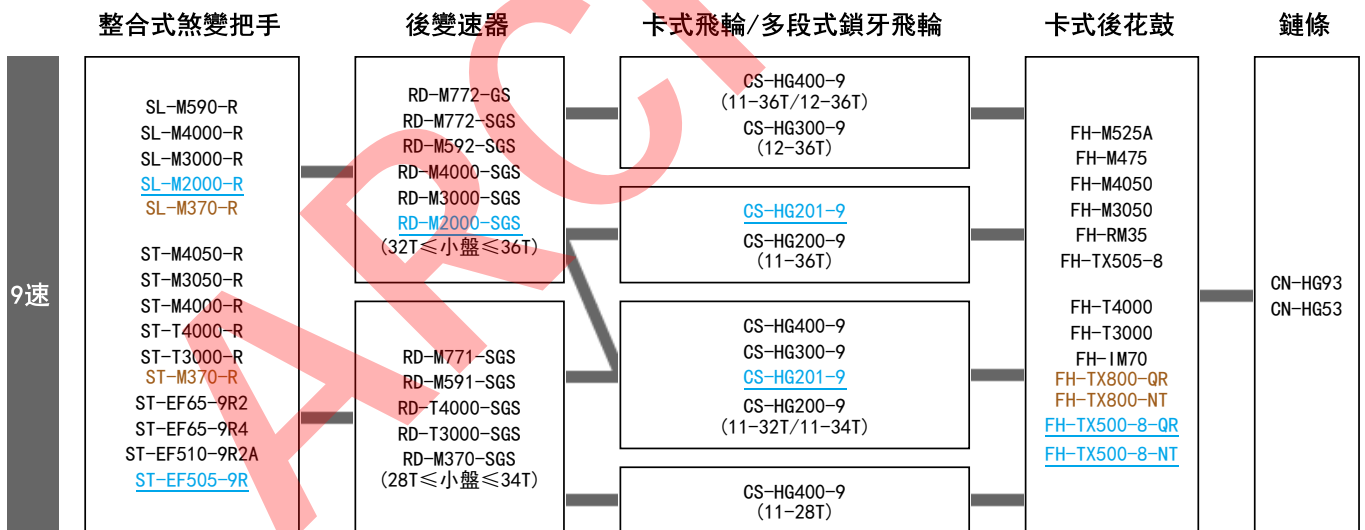 整合式煞變把手
後變速器
卡式飛輪/多段式鎖牙飛輪
卡式後花鼓
鏈條
9速
SL-M590-R
SL-M4000-R
SL-M3000-R
SL-M2000-R
SL-M370-R
ST-M4050-R
ST-M3050-R
ST-M4000-R
ST-T4000-R
ST-T3000-R
ST-M370-R
ST-EF65-9R2
ST-EF65-9R4
ST-EF510-9R2A
ST-EF505-9R
RD-M772-GS
RD-M772-SGS
RD-M592-SGS
RD-M4000-SGS
RD-M3000-SGS
RD-M2000-SGS
(32T≤小盤≤36T)
RD-M771-SGS
RD-M591-SGS
RD-T4000-SGS
RD-T3000-SGS
RD-M370-SGS
(28T≤小盤≤34T)
CS-HG400-9
(11-36T/12-36T)
CS-HG300-9
(12-36T)
CS-HG201-9
CS-HG200-9
(11-36T)
CS-HG400-9
CS-HG300-9
CS-HG201-9
CS-HG200-9
(11-32T/11-34T)
CS-HG400-9
(11-28T)
FH-M525A
FH-M475
FH-M4050
FH-M3050
FH-RM35
FH-TX505-8
FH-T4000
FH-T3000
FH-IM70
FH-TX800-QR
FH-TX800-NT
FH-TX500-8-QR
FH-TX500-8-NT
CN-HG93
CN-HG53